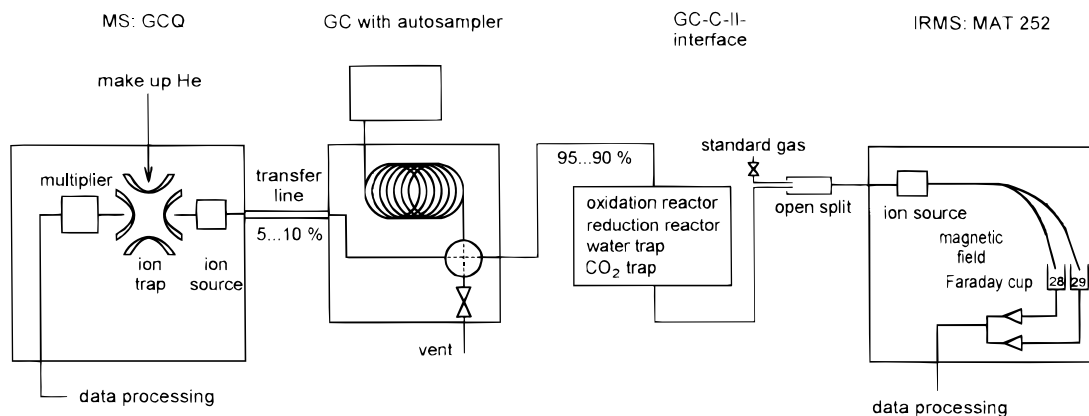 MS: GCQ
GC with autosampler
GC-C-II-
interface
IRMS: MAT 252
make up He
multiplier
ion
trap
ion
source
data processing
transfer
line
5...10 %
vent
95...90 %
oxidation reactor
reduction reactor
water trap
CO₂ trap
standard gas
open split
ion source
magnetic
field
Faraday cup
28
29
data processing